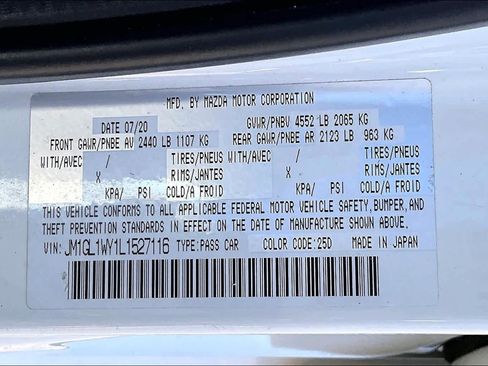 MFD. BY MAZDA MOTOR CORPORATION
DATE 07/20 GVWR/PNBV 4552 LB 2065 KG
FRONT GAWR/PNBE AV 2440 LB 1107 KG REAR GAWR/PNBE AR 2123 LB 963 KG
WITH/AVEC / TIRES/PNEUS WITH/AVEC / TIRES/PNEUS
X RIMS/JANTES X RIMS/JANTES
KPA/ PSI COLD/A FROID KPA/ PSI COLD/A FROID
THIS VEHICLE CONFORMS TO ALL APPLICABLE FEDERAL MOTOR VEHICLE SAFETY, BUMPER, AND
THEFT PREVENTION STANDARDS IN EFFECT ON THE DATE OF MANUFACTURE SHOWN ABOVE.
VIN: JM1GL1WY1L1527116 TYPE:PASS CAR COLOR CODE:25D MADE IN JAPAN